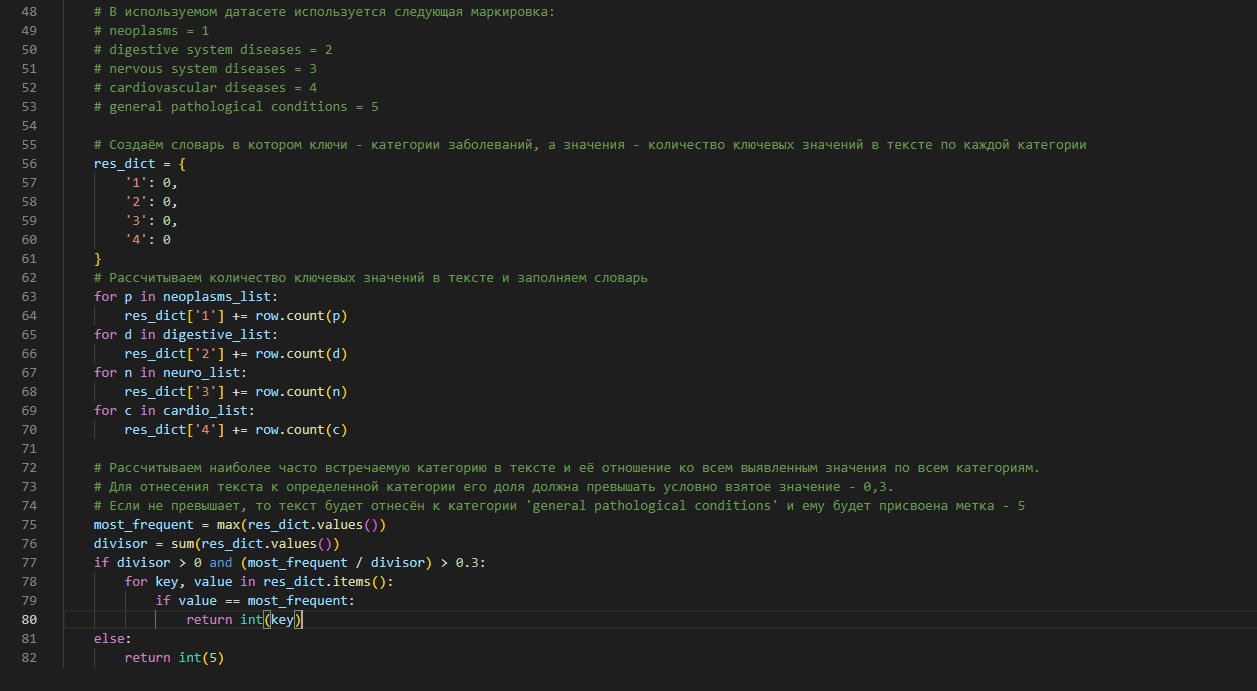 48 # В используемом датасете используется следующая маркировка:
49 # neoplasms = 1
50 # digestive system diseases = 2
51 # nervous system diseases = 3
52 # cardiovascular diseases = 4
53 # general pathological conditions = 5
54
55 # Создаём словарь в котором ключи - категории заболеваний, а значения - количество ключевых значений в тексте по каждой категории
56 res_dict = {
57 '1': 0,
58 '2': 0,
59 '3': 0,
60 '4': 0
61 }
62 # Рассчитываем количество ключевых значений в тексте и заполняем словарь
63 for p in neoplasms_list:
64 res_dict['1'] += row.count(p)
65 for d in digestive_list:
66 res_dict['2'] += row.count(d)
67 for n in neuro_list:
68 res_dict['3'] += row.count(n)
69 for c in cardio_list:
70 res_dict['4'] += row.count(c)
71
72 # Рассчитываем наиболее часто встречаемую категорию в тексте и её отношение ко всем выявленным значения по всем категориям.
73 # Для отнесения текста к определенной категории его доля должна превышать условно взятое значение - 0,3.
74 # Если не превышает, то текст будет отнесён к категории 'general pathological conditions' и ему будет присвоена метка - 5
75 most_frequent = max(res_dict.values())
76 divisor = sum(res_dict.values())
77 if divisor > 0 and (most_frequent / divisor) > 0.3:
78 for key, value in res_dict.items():
79 if value == most_frequent:
80 return int(key)
81 else:
82 return int(5)